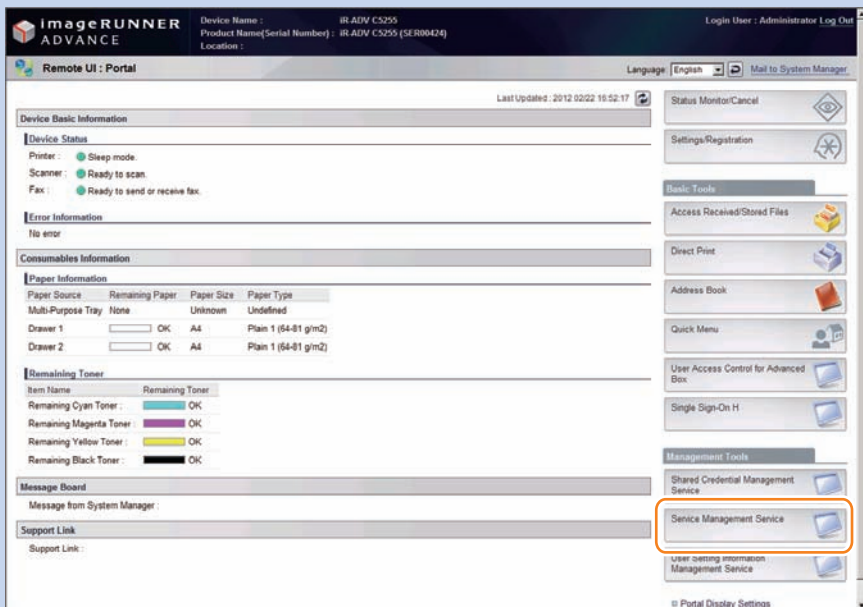 imageRUNNER
ADVANCE
Device Name : iR-ADV C5255
Product Name(Serial Number) : iR-ADV C5255 (SER00424)
Location :
Login User : Administrator Log Out
Remote UI : Portal
Language: English Mail to System Manager
Last Updated : 2012 02/22 16:52:17
Device Basic Information
Device Status
Printer : Sleep mode.
Scanner : Ready to scan.
Fax : Ready to send or receive fax.
Error Information
No error
Consumables Information
Paper Information
Paper Source Remaining Paper Paper Size Paper Type
Multi-Purpose Tray None Unknown Undefined
Drawer 1 OK A4 Plain 1 (64-81 g/m2)
Drawer 2 OK A4 Plain 1 (64-81 g/m2)
Remaining Toner
Item Name Remaining Toner
Remaining Cyan Toner : OK
Remaining Magenta Toner : OK
Remaining Yellow Toner : OK
Remaining Black Toner : OK
Message Board
Message from System Manager :
Support Link
Support Link :
Status Monitor/Cancel
Settings/Registration
Basic Tools
Access Received/Stored Files
Direct Print
Address Book
Quick Menu
User Access Control for Advanced
Box
Single Sign-On H
Management Tools
Shared Credential Management
Service
Service Management Service
User Setting Information
Management Service
Portal Display Settings